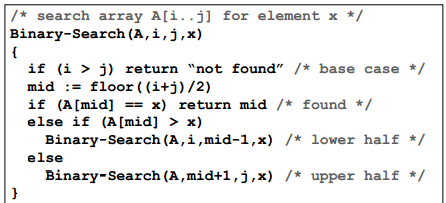 /* search array A[i..j] for element x */
Binary-Search(A,i,j,x)
{
  if (i > j) return “not found” /* base case */
  mid := floor((i+j)/2)
  if (A[mid] == x) return mid /* found */
  else if (A[mid] > x)
    Binary-Search(A,i,mid-1,x) /* lower half */
  else
    Binary-Search(A,mid+1,j,x) /* upper half */
}